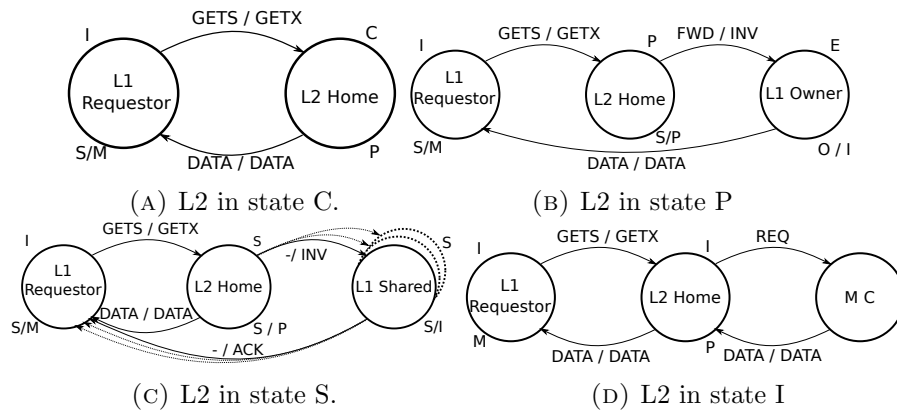 GETS / GETX
I
C
L1
Requestor
L2 Home
S/M
P
DATA / DATA
(A) L2 in state C.
GETS / GETX
FWD / INV
I
P
E
L1
Requestor
L2 Home
L1 Owner
S/M
S/P
O / I
DATA / DATA
(B) L2 in state P
GETS / GETX
I
S
S
-/ INV
L1
Requestor
L2 Home
L1 Shared
DATA / DATA
S/M
S / P
S/I
- / ACK
(C) L2 in state S.
GETS / GETX
REQ
I
I
L1
Requestor
L2 Home
M C
M
P
DATA / DATA
DATA / DATA
(D) L2 in state I